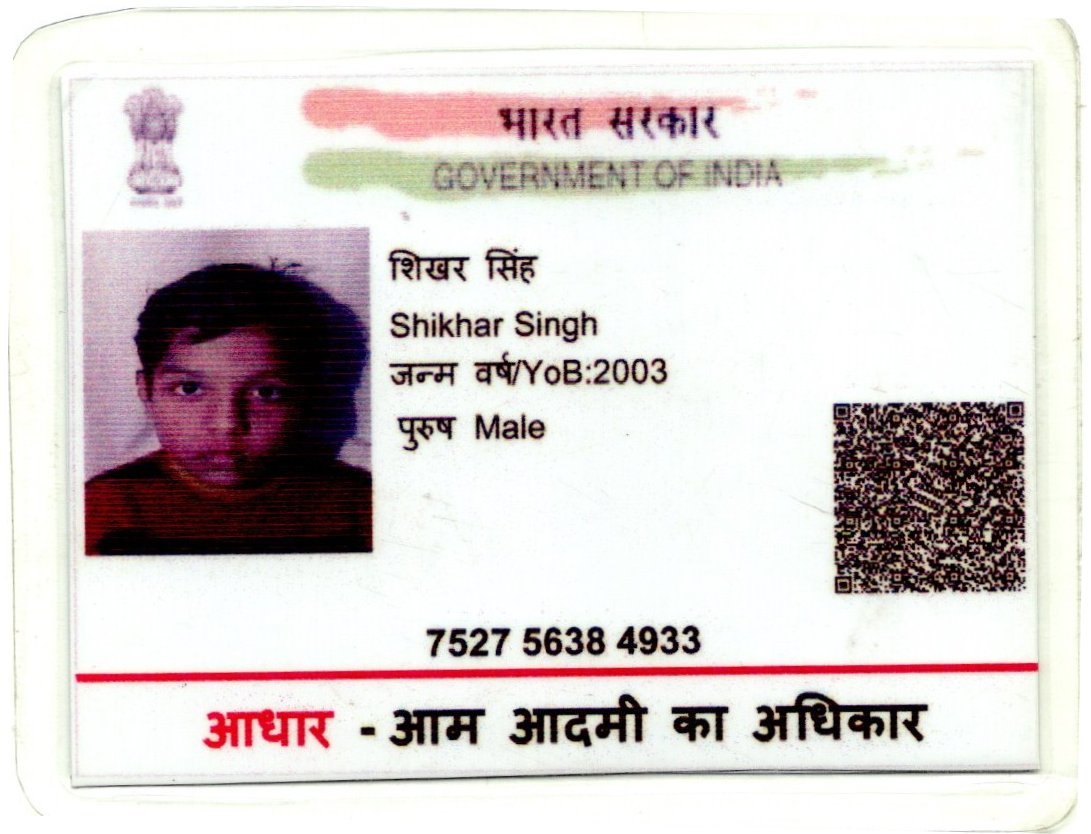 भारत सरकार
GOVERNMENT OF INDIA
शिखर सिंह
Shikhar Singh
जन्म वर्ष/YoB:2003
पुरुष Male
7527 5638 4933
आधार - आम आदमी का अधिकार